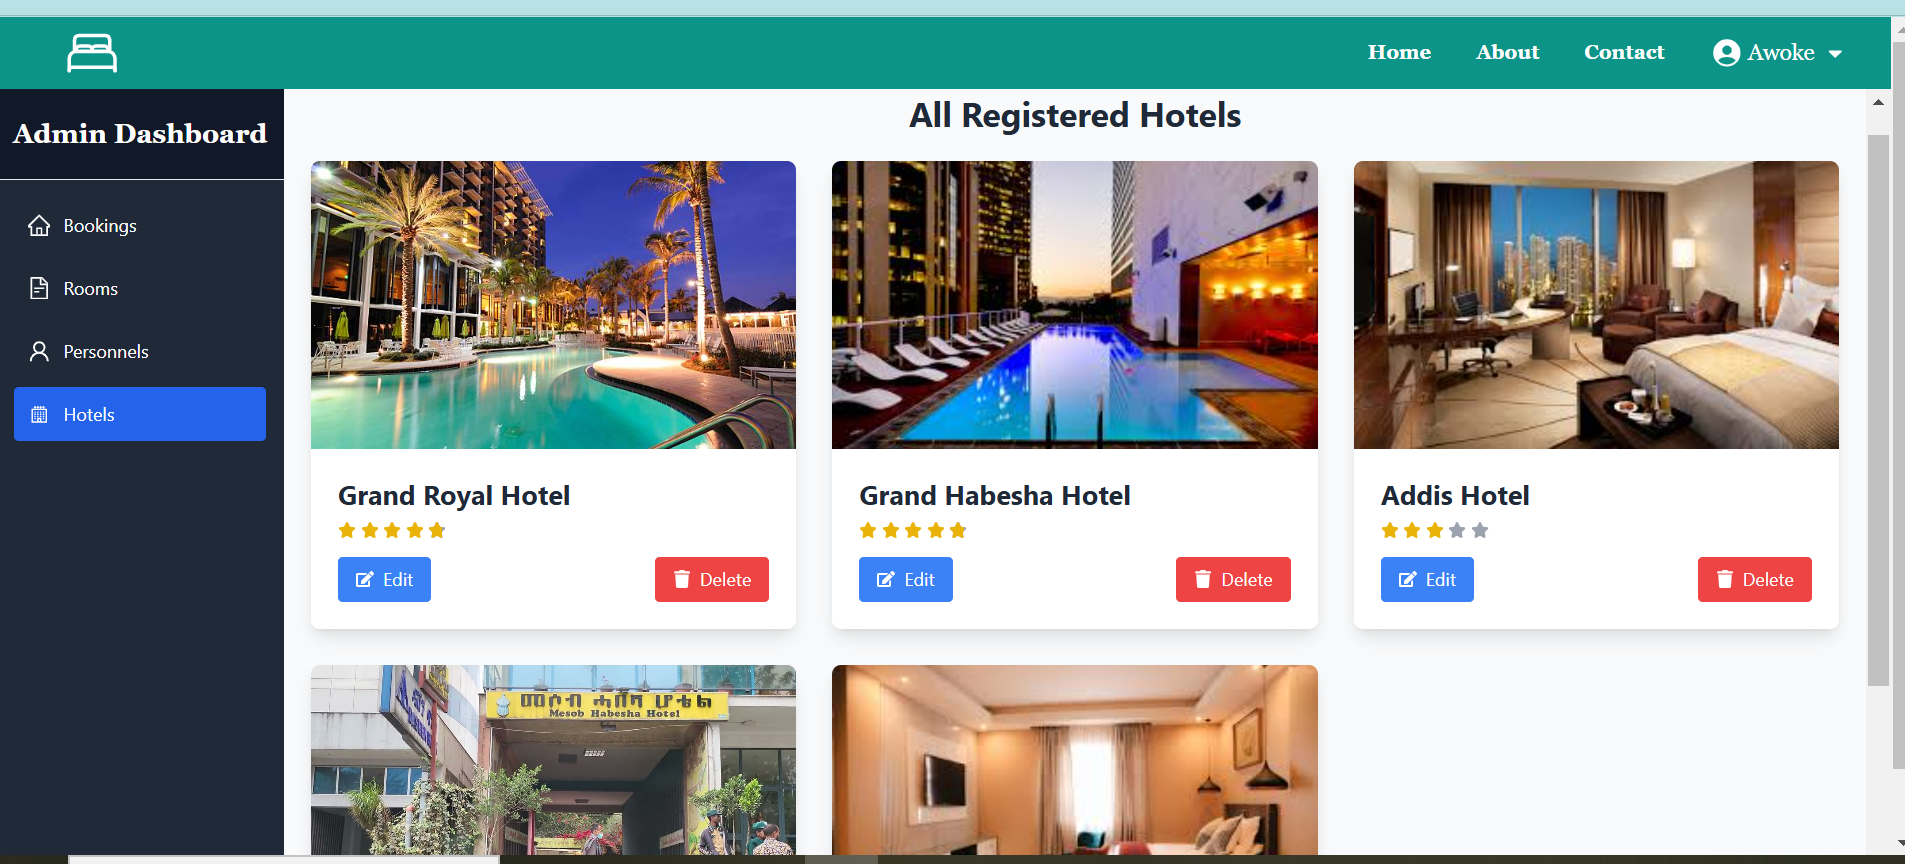 Home About Contact Awoke
Admin Dashboard
Bookings
Rooms
Personnels
Hotels
All Registered Hotels
Grand Royal Hotel
Edit Delete
Grand Habesha Hotel
Edit Delete
Addis Hotel
Edit Delete
መሶብ ሓበሻ ሆቴል
Mesob Habesha Hotel